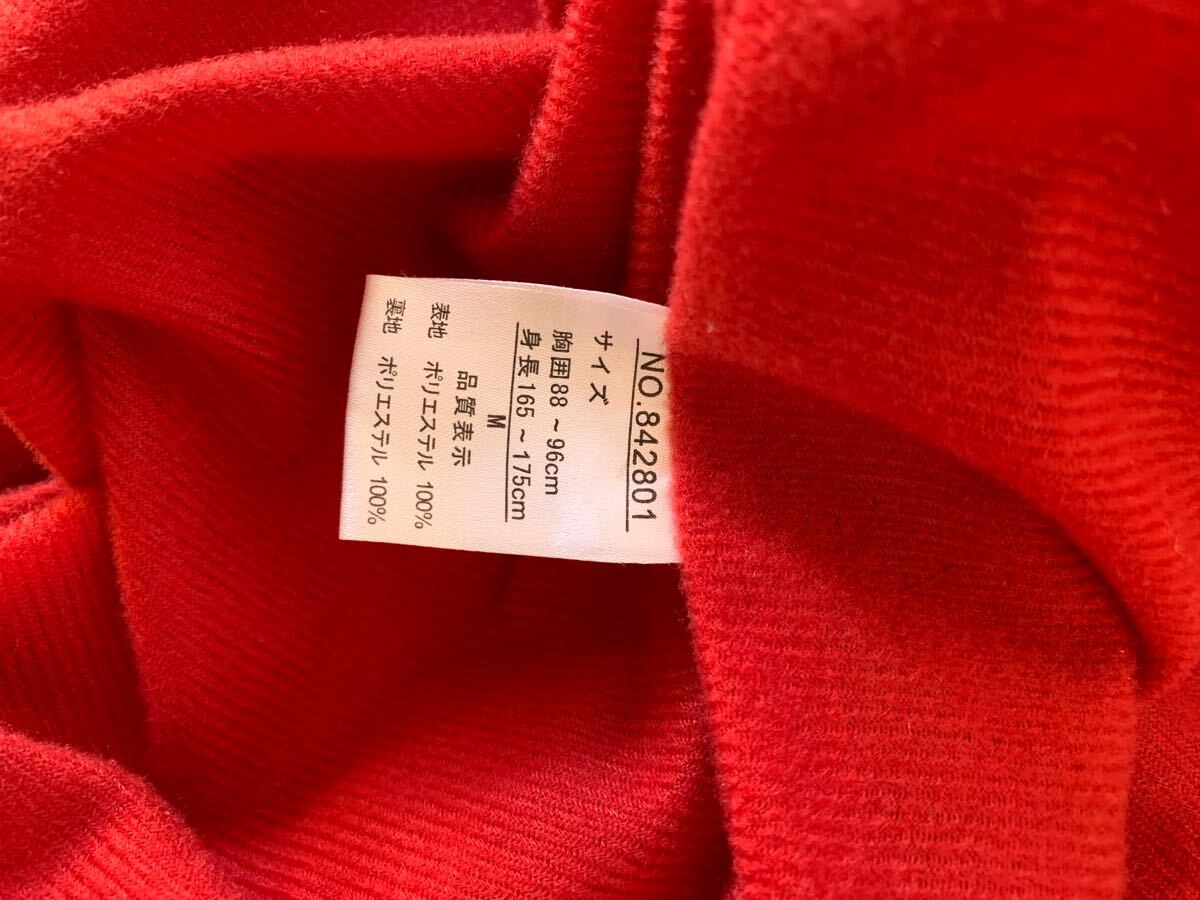 NO.842801
サイズ
胸囲88～96cm
身長165～175cm
M
品質表示
表地 ポリエステル 100%
裏地 ポリエステル 100%